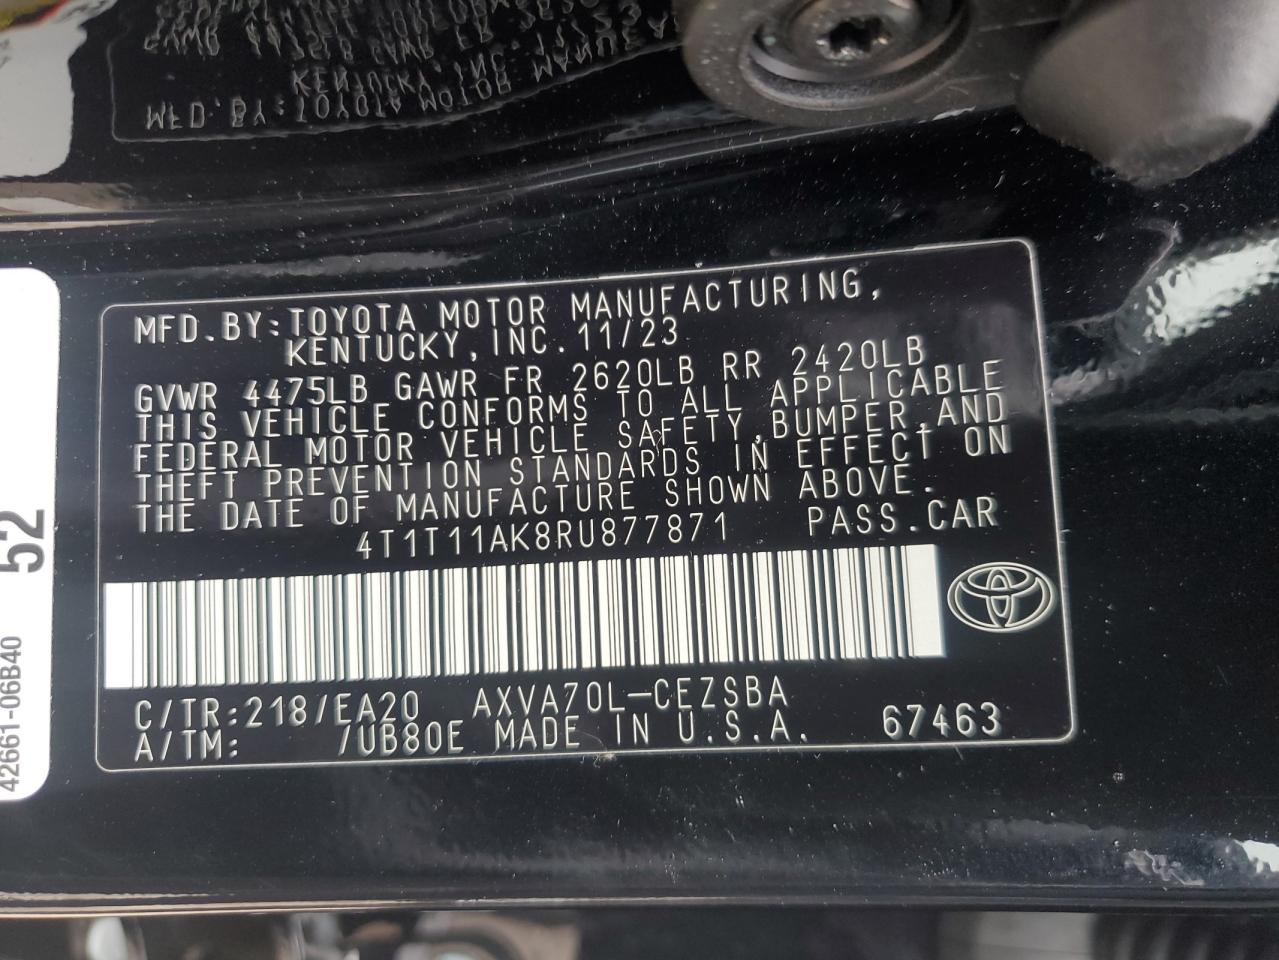 MFD. BY: TOYOTA MOTOR MANUFACTURING,
KENTUCKY, INC. 11/23
GVWR 4475LB GAWR FR 2620LB RR 2420LB
THIS VEHICLE CONFORMS TO ALL APPLICABLE
FEDERAL MOTOR VEHICLE SAFETY, BUMPER, AND
THEFT PREVENTION STANDARDS IN EFFECT ON
THE DATE OF MANUFACTURE SHOWN ABOVE.
4T1T11AK8RU877871 PASS. CAR
C/TR:218/EA20 AXVA70L-CEZSBA
A/TM: /UB80E MADE IN U.S.A. 67463
52
42661-06B40